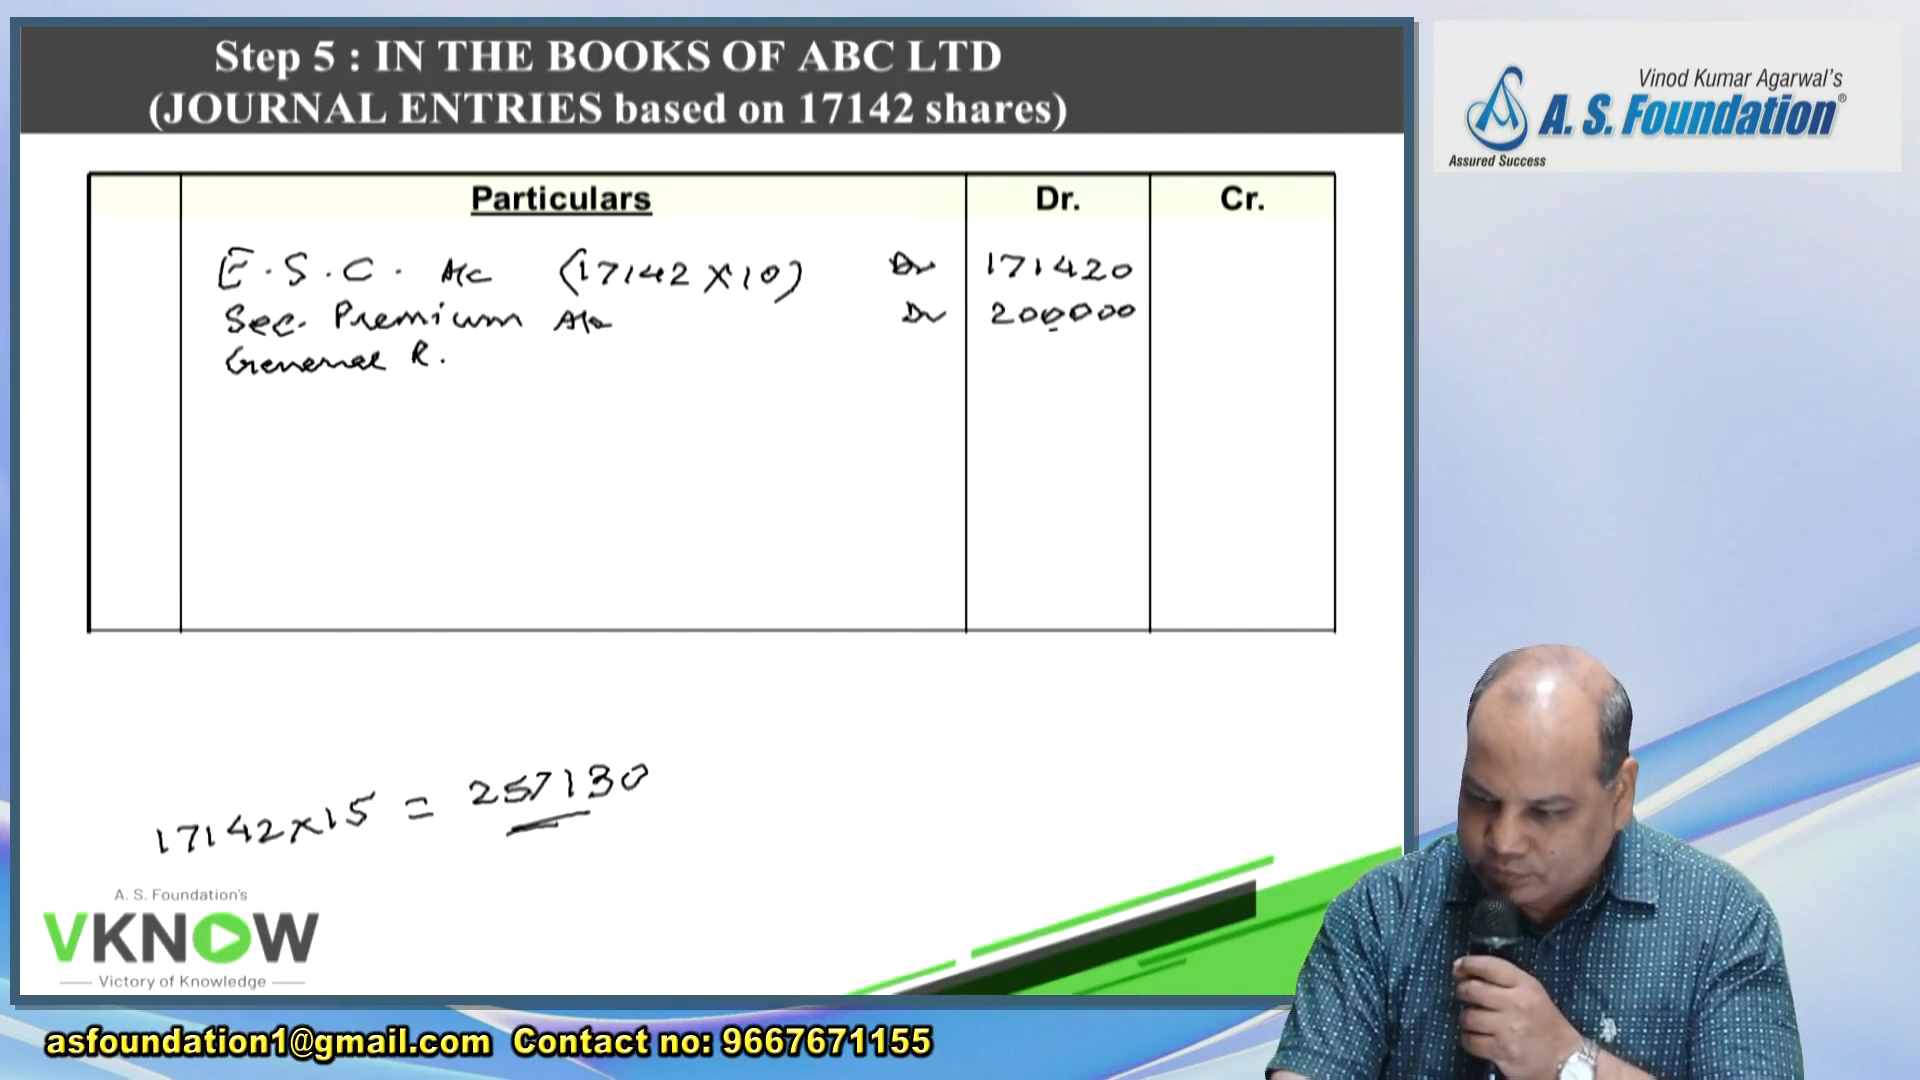 Step 5 : IN THE BOOKS OF ABC LTD
(JOURNAL ENTRIES based on 17142 shares)
Vinod Kumar Agarwal's
A. S. Foundation®
Assured Success
Particulars Dr. Cr.
E.S.C. A/c (17142 × 10) Dr 171420
Sec. Premium A/c Dr 200000
General R.
17142×15 = 257130
A. S. Foundation's
VKNOW
Victory of Knowledge
asfoundation1@gmail.com Contact no: 9667671155